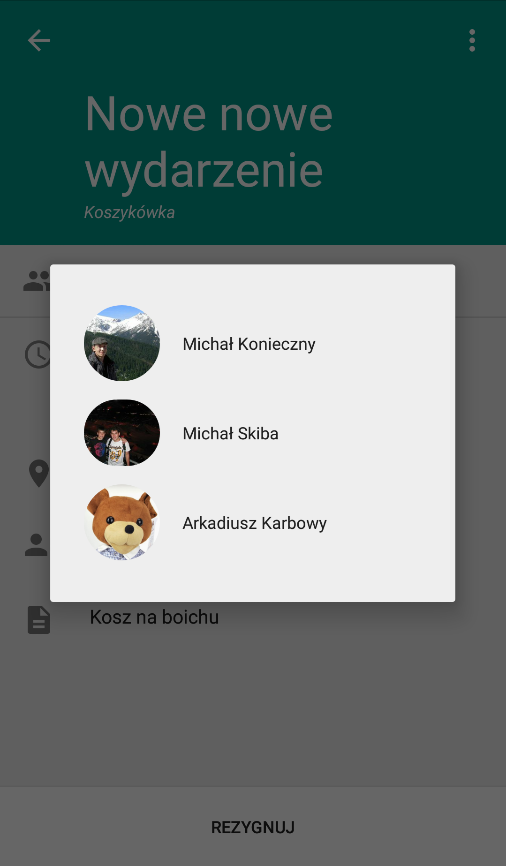 Nowe nowe
wydarzenie
Koszykówka
Michał Konieczny
Michał Skiba
Arkadiusz Karbowy
Kosz na boichu
REZYGNUJ